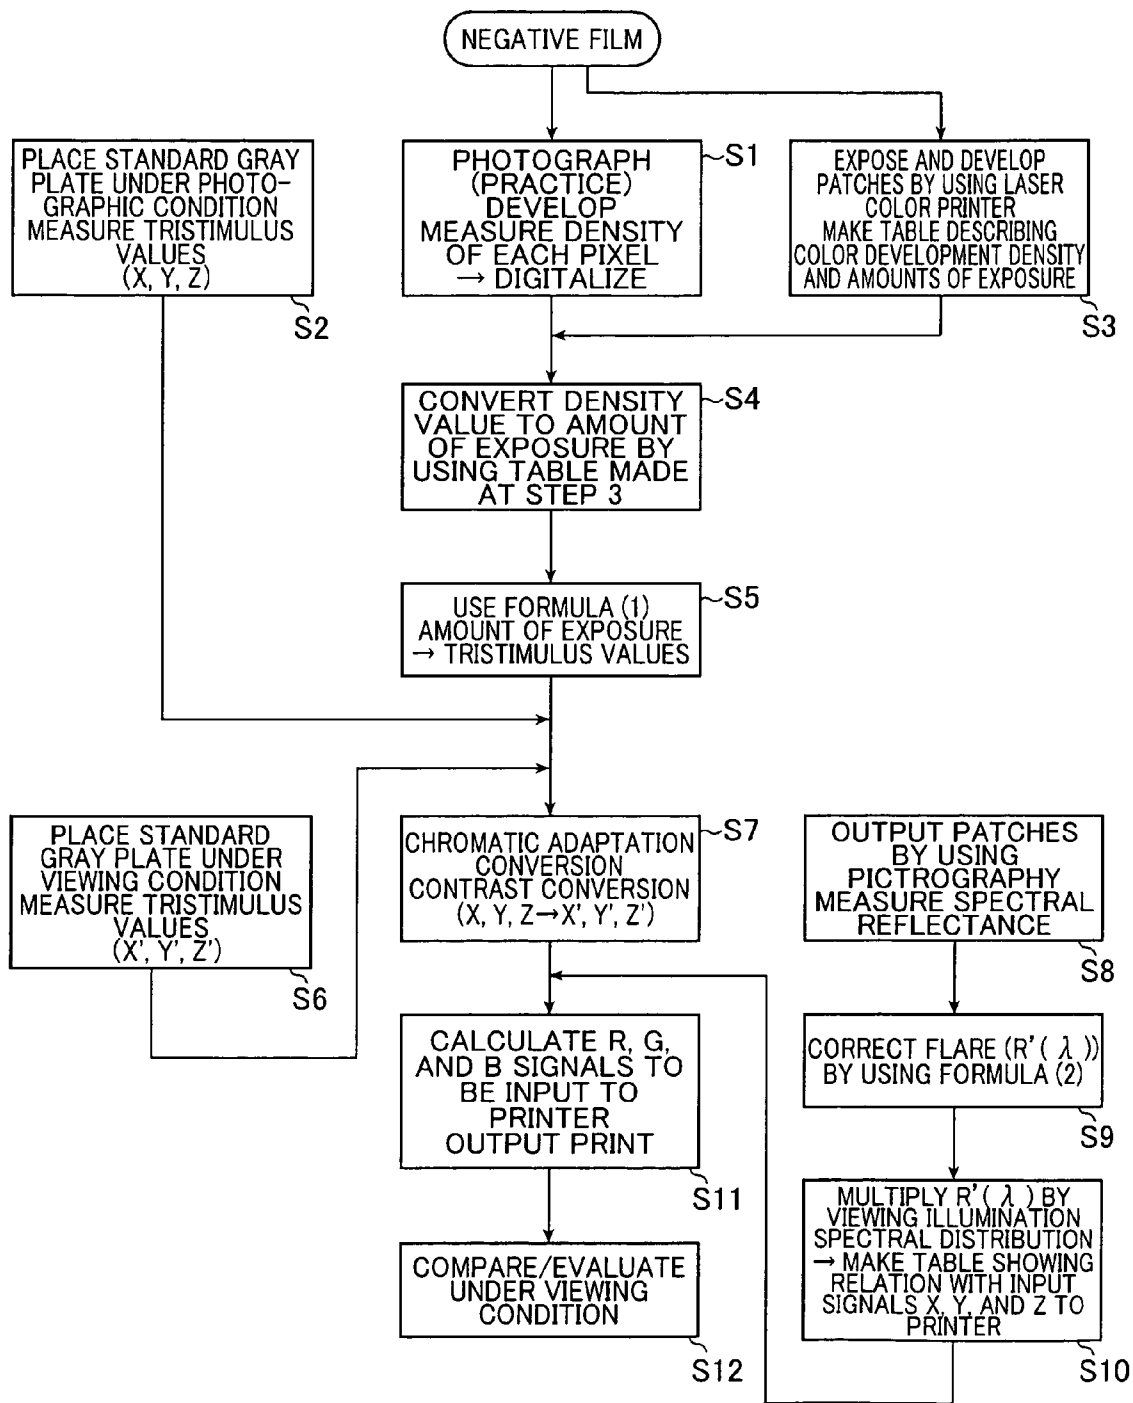 NEGATIVE FILM
PLACE STANDARD GRAY
PLATE UNDER PHOTO-
GRAPHIC CONDITION
MEASURE TRISTIMULUS
VALUES
(X, Y, Z)
S2
PHOTOGRAPH
(PRACTICE)
DEVELOP
MEASURE DENSITY
OF EACH PIXEL
→ DIGITALIZE
S1
EXPOSE AND DEVELOP
PATCHES BY USING LASER
COLOR PRINTER
MAKE TABLE DESCRIBING
COLOR DEVELOPMENT DENSITY
AND AMOUNTS OF EXPOSURE
S3
CONVERT DENSITY
VALUE TO AMOUNT
OF EXPOSURE BY
USING TABLE MADE
AT STEP 3
S4
USE FORMULA (1)
AMOUNT OF EXPOSURE
→ TRISTIMULUS VALUES
S5
PLACE STANDARD
GRAY PLATE UNDER
VIEWING CONDITION
MEASURE TRISTIMULUS
VALUES
(X', Y', Z')
S6
CHROMATIC ADAPTATION
CONVERSION
CONTRAST CONVERSION
(X, Y, Z→X', Y', Z')
S7
OUTPUT PATCHES
BY USING
PICTROGRAPHY
MEASURE SPECTRAL
REFLECTANCE
S8
CORRECT FLARE (R'(λ))
BY USING FORMULA (2)
S9
MULTIPLY R'(λ) BY
VIEWING ILLUMINATION
SPECTRAL DISTRIBUTION
→ MAKE TABLE SHOWING
RELATION WITH INPUT
SIGNALS X, Y, AND Z TO
PRINTER
S10
CALCULATE R, G,
AND B SIGNALS TO
BE INPUT TO
PRINTER
OUTPUT PRINT
S11
COMPARE/EVALUATE
UNDER VIEWING
CONDITION
S12